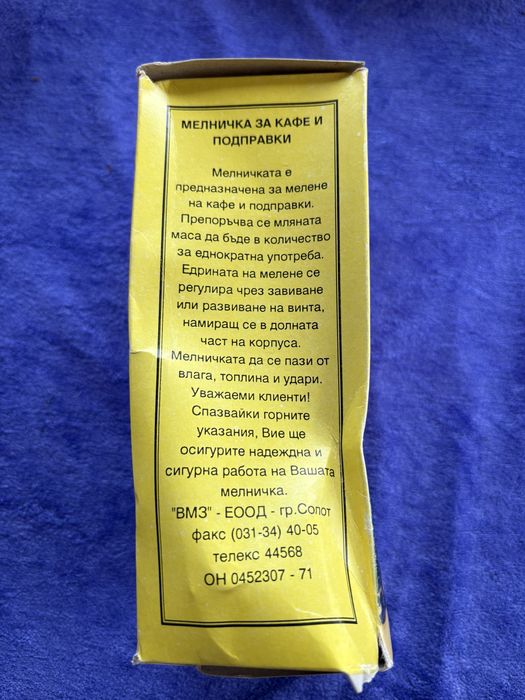 МЕЛНИЧКА ЗА КАФЕ И
ПОДПРАВКИ
Мелничката е
предназначена за мелене
на кафе и подправки.
Препоръчва се мляната
маса да бъде в количество
за еднократна употреба.
Едрината на мелене се
регулира чрез завиване
или развиване на винта,
намиращ се в долната
част на корпуса.
Мелничката да се пази от
влага, топлина и удари.
Уважаеми клиенти!
Спазвайки горните
указания, Вие ще
осигурите надеждна и
сигурна работа на Вашата
мелничка.
"ВМЗ" - ЕООД - гр.Сопот
факс (031-34) 40-05
телекс 44568
ОН 0452307 - 71